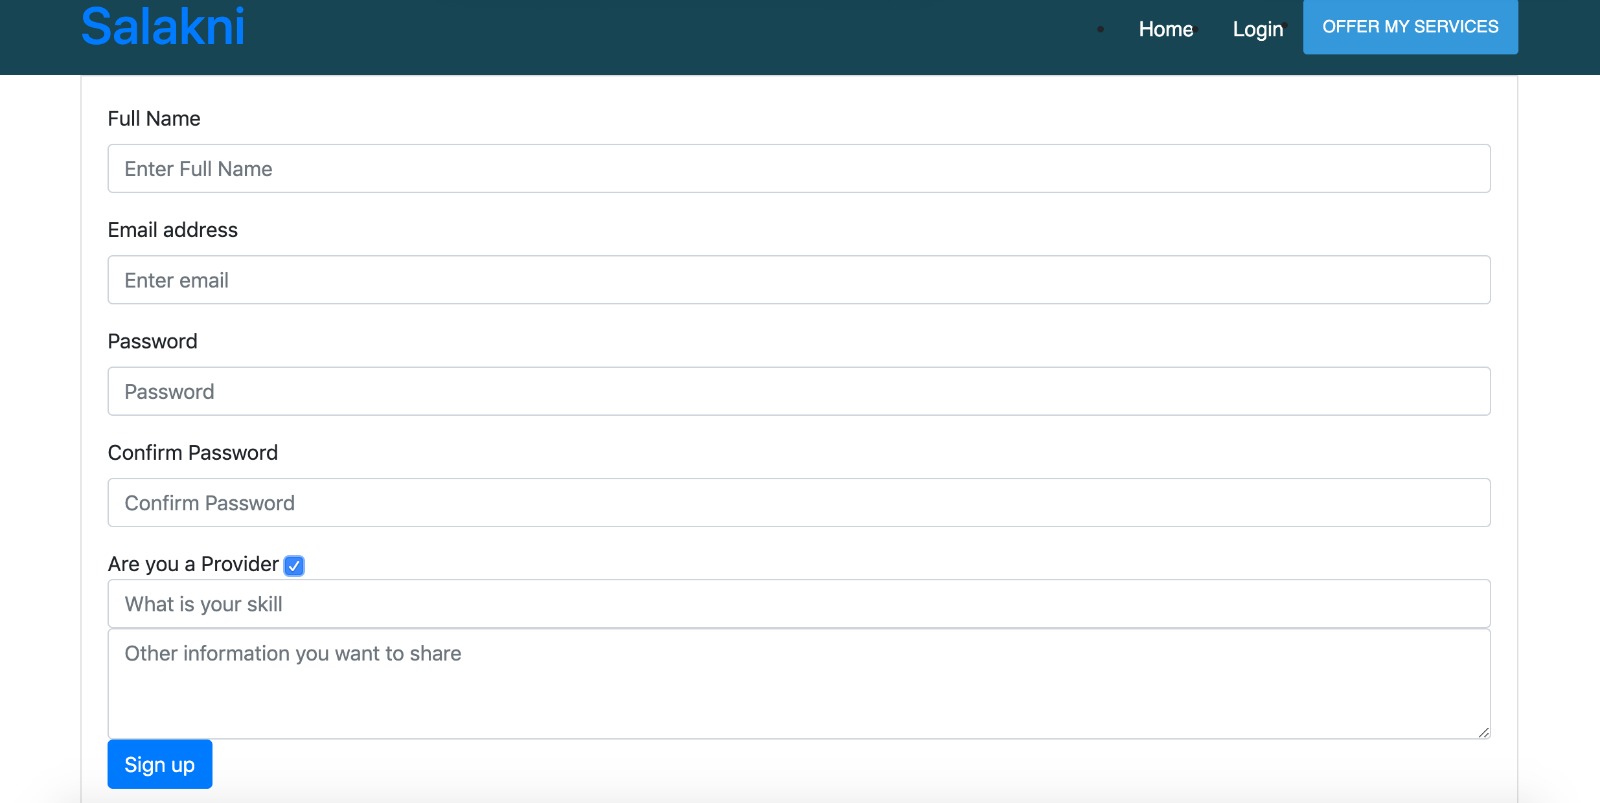 Salakni
Home
Login
OFFER MY SERVICES
Full Name
Enter Full Name
Email address
Enter email
Password
Password
Confirm Password
Confirm Password
Are you a Provider
What is your skill
Other information you want to share
Sign up